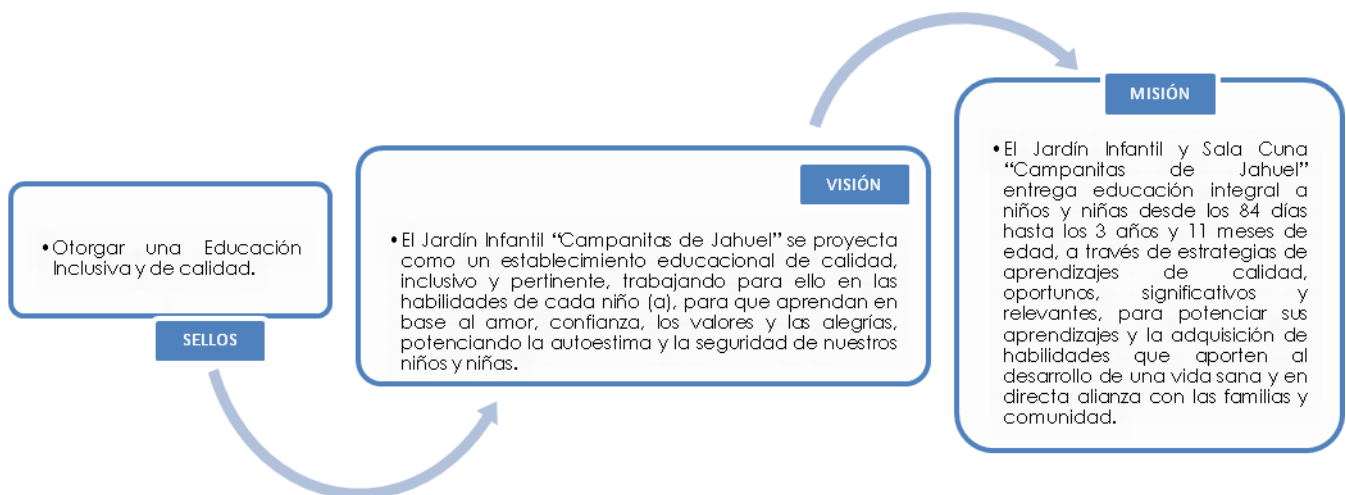 • Otorgar una Educación
Inclusiva y de calidad.
SELLOS
VISIÓN
• El Jardín Infantil “Campanitas de Jahuel” se proyecta
como un establecimiento educacional de calidad,
inclusivo y pertinente, trabajando para ello en las
habilidades de cada niño (a), para que aprendan en
base al amor, confianza, los valores y las alegrías,
potenciando la autoestima y la seguridad de nuestros
niños y niñas.
MISIÓN
• El Jardín Infantil y Sala Cuna
“Campanitas de Jahuel”
entrega educación integral a
niños y niñas desde los 84 días
hasta los 3 años y 11 meses de
edad, a través de estrategias de
aprendizajes de calidad,
oportunos, significativos y
relevantes, para potenciar sus
aprendizajes y la adquisición de
habilidades que aporten al
desarrollo de una vida sana y en
directa alianza con las familias y
comunidad.